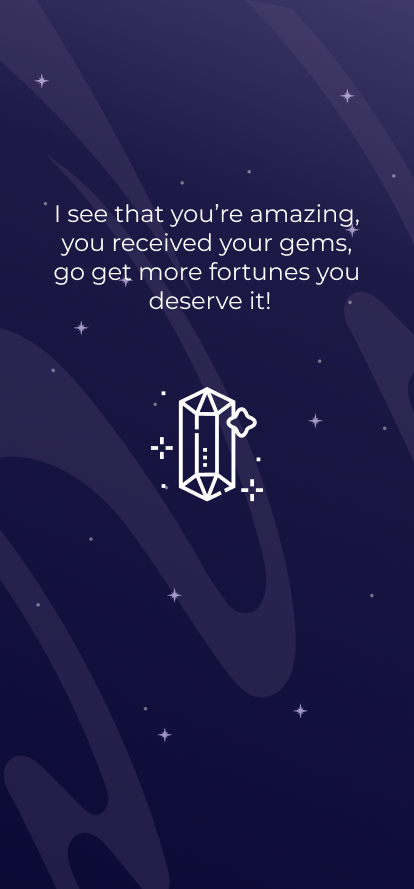 I see that you’re amazing,
you received your gems,
go get more fortunes you
deserve it!